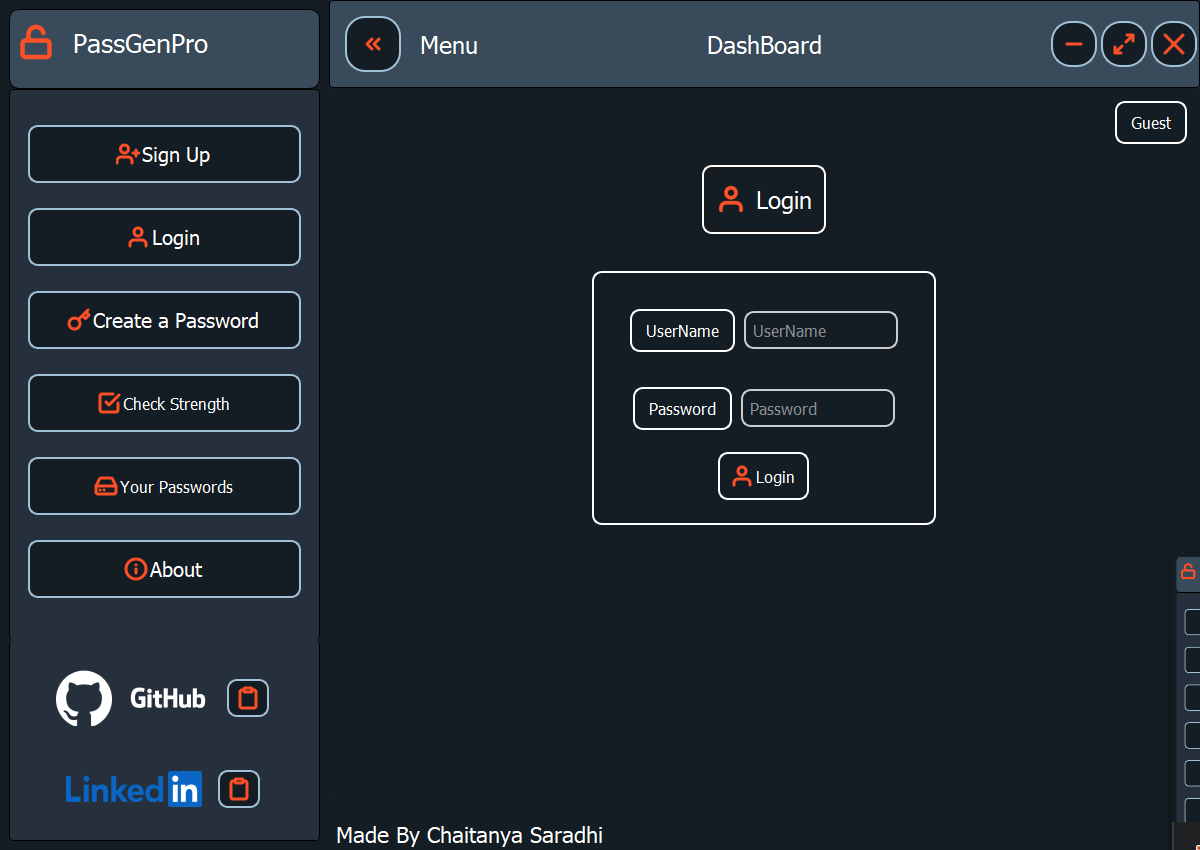 PassGenPro
Menu
DashBoard
Guest
Sign Up
Login
Create a Password
Check Strength
Your Passwords
About
GitHub
Linkedin
Login
UserName UserName
Password Password
Login
Made By Chaitanya Saradhi